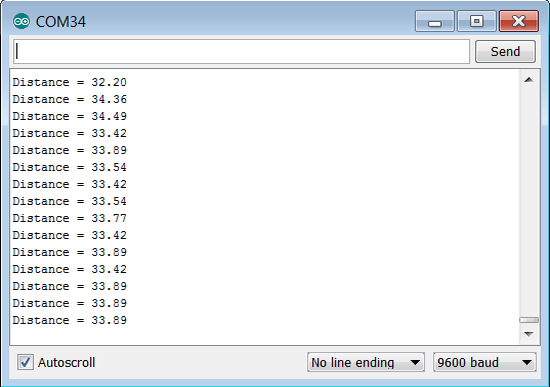 COM34
Send
Distance = 32.20
Distance = 34.36
Distance = 34.49
Distance = 33.42
Distance = 33.89
Distance = 33.54
Distance = 33.42
Distance = 33.54
Distance = 33.77
Distance = 33.42
Distance = 33.89
Distance = 33.42
Distance = 33.89
Distance = 33.89
Distance = 33.89
Autoscroll No line ending 9600 baud